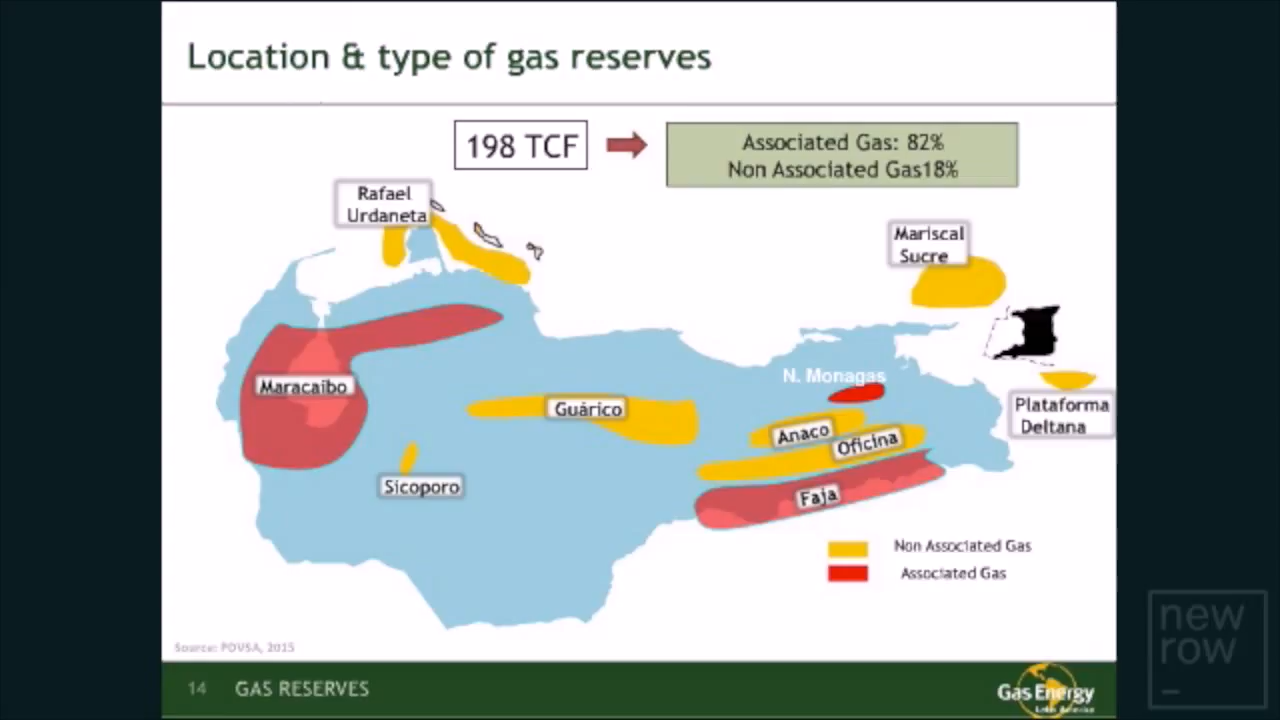 Location & type of gas reserves
198 TCF
Associated Gas: 82%
Non Associated Gas18%
Rafael
Urdaneta
Mariscal
Sucre
Maracaibo
N. Monagas
Guárico
Anaco
Oficina
Plataforma
Deltana
Sicoporo
Faja
Non Associated Gas
Associated Gas
Source: PDVSA, 2015
14 GAS RESERVES
Gas Energy
Latin America
new
row